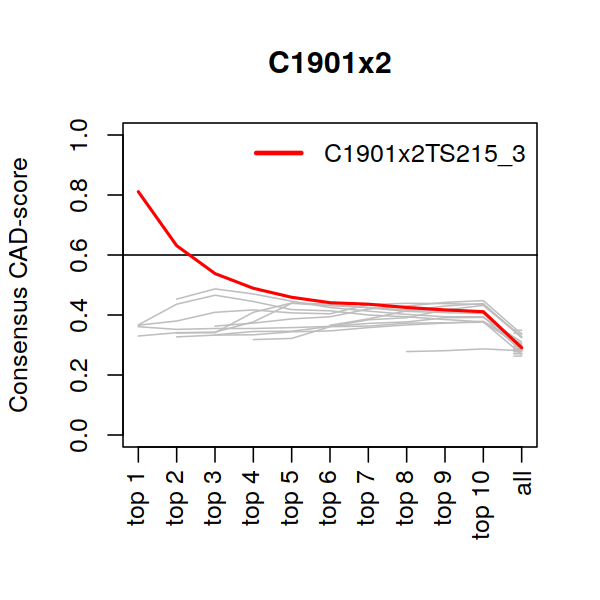 C1901x2
C1901x2TS215_3
Consensus CAD-score
1.0
0.8
0.6
0.4
0.2
0.0
top 1
top 2
top 3
top 4
top 5
top 6
top 7
top 8
top 9
top 10
all